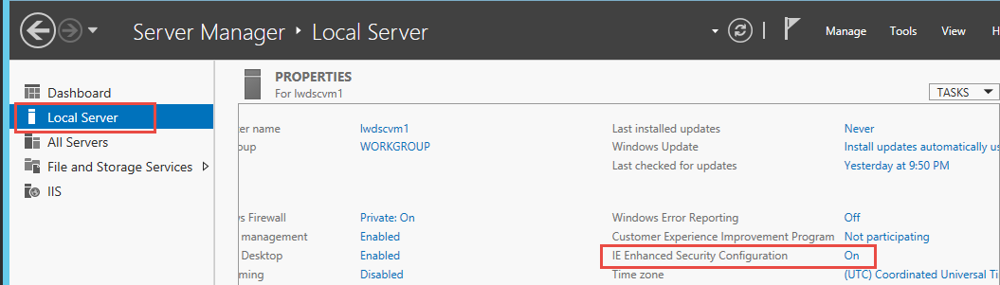 Server Manager ‣ Local Server
Manage Tools View H
Dashboard
Local Server
All Servers
File and Storage Services
IIS
PROPERTIES
For lwdscvm1
TASKS
ter name lwdscvm1
oup WORKGROUP
Last installed updates Never
Windows Update Install updates automatically us
Last checked for updates Yesterday at 9:50 PM
s Firewall Private: On
management Enabled
Desktop Enabled
ming Disabled
Windows Error Reporting Off
Customer Experience Improvement Program Not participating
IE Enhanced Security Configuration On
Time zone (UTC) Coordinated Universal Ti